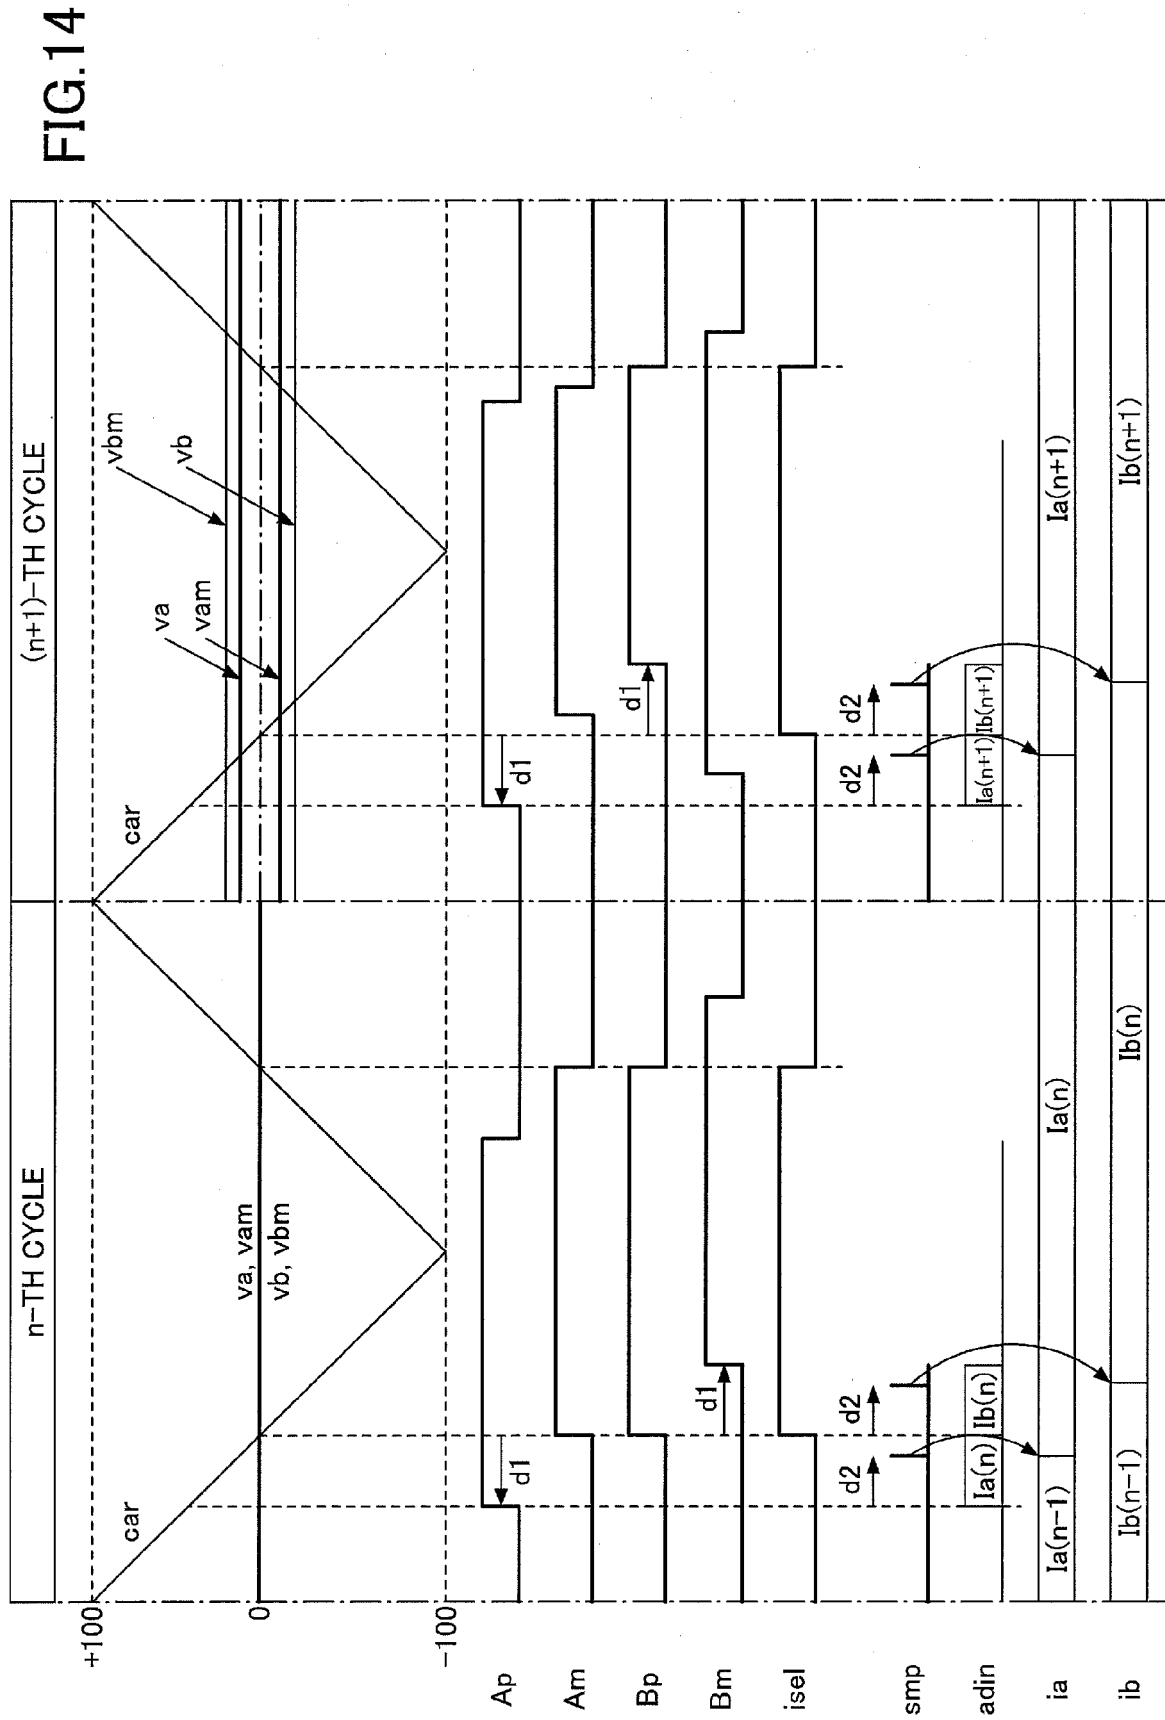 FIG.14
n-TH CYCLE
(n+1)-TH CYCLE
+100
0
-100
car
va, vam
vb, vbm
car
va
vam
vbm
vb
Ap
d1
d1
Am
Bp
d1
Bm
d1
isel
smp
d2
d2
d2
d2
adin
Ia(n)
Ib(n)
Ia(n+1)
Ib(n+1)
ia
Ia(n-1)
Ia(n)
Ia(n+1)
ib
Ib(n-1)
Ib(n)
Ib(n+1)